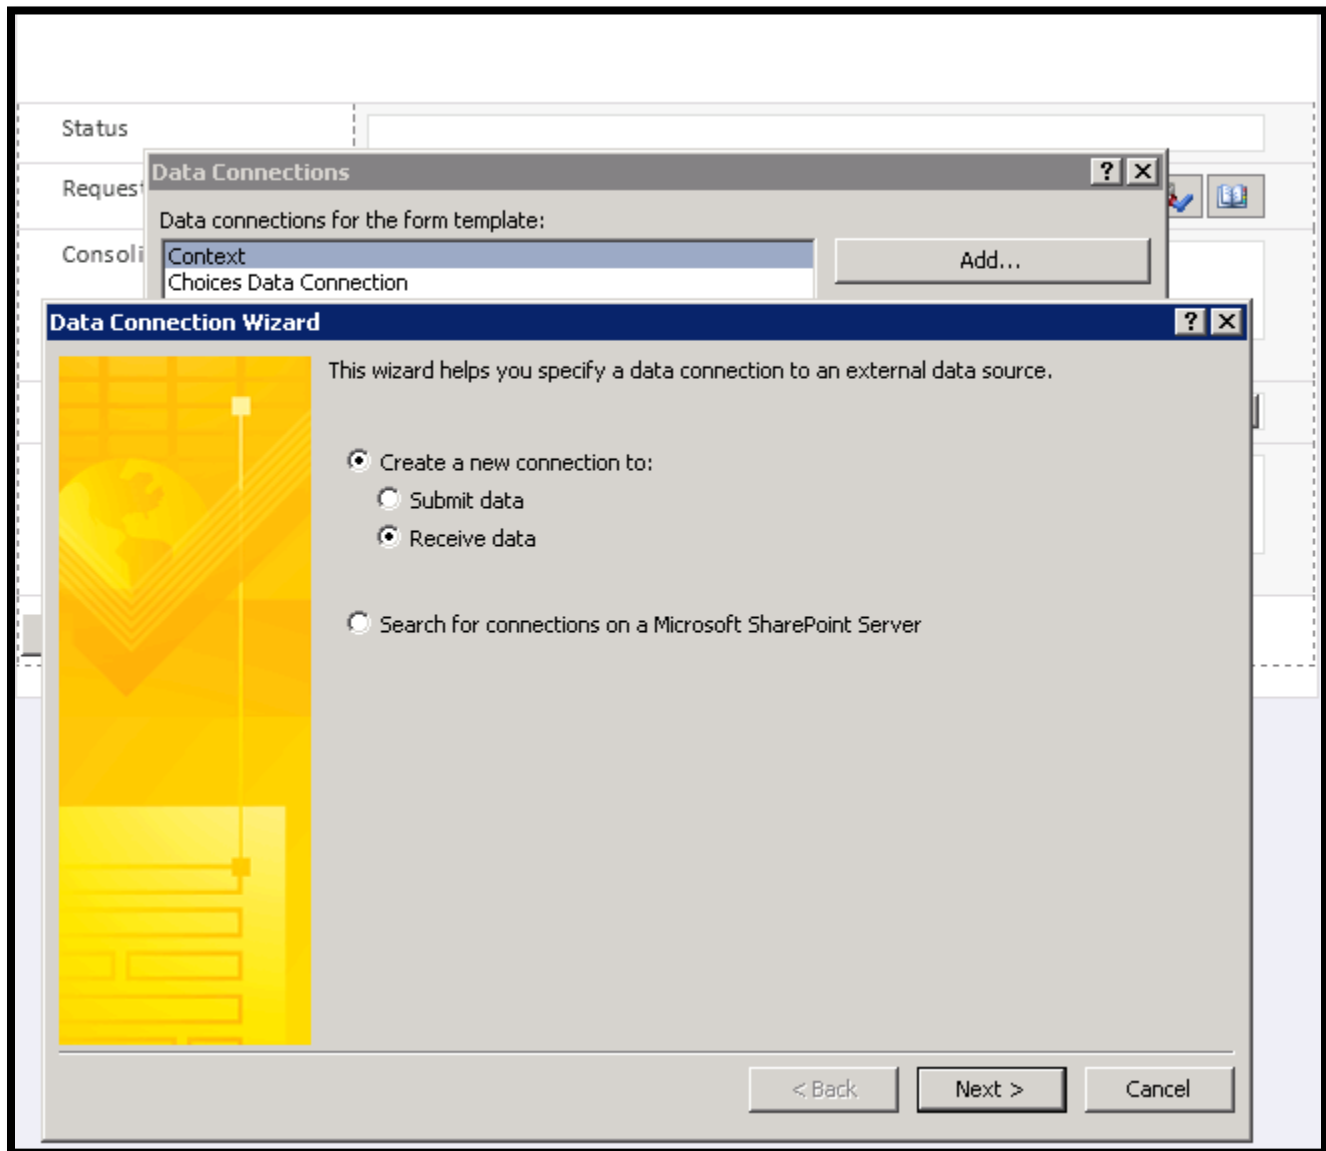 Status
Data Connections
Request
Data connections for the form template:
Consoli
Context
Add...
Choices Data Connection
Data Connection Wizard
This wizard helps you specify a data connection to an external data source.
Create a new connection to:
Submit data
Receive data
Search for connections on a Microsoft SharePoint Server
< Back
Next >
Cancel